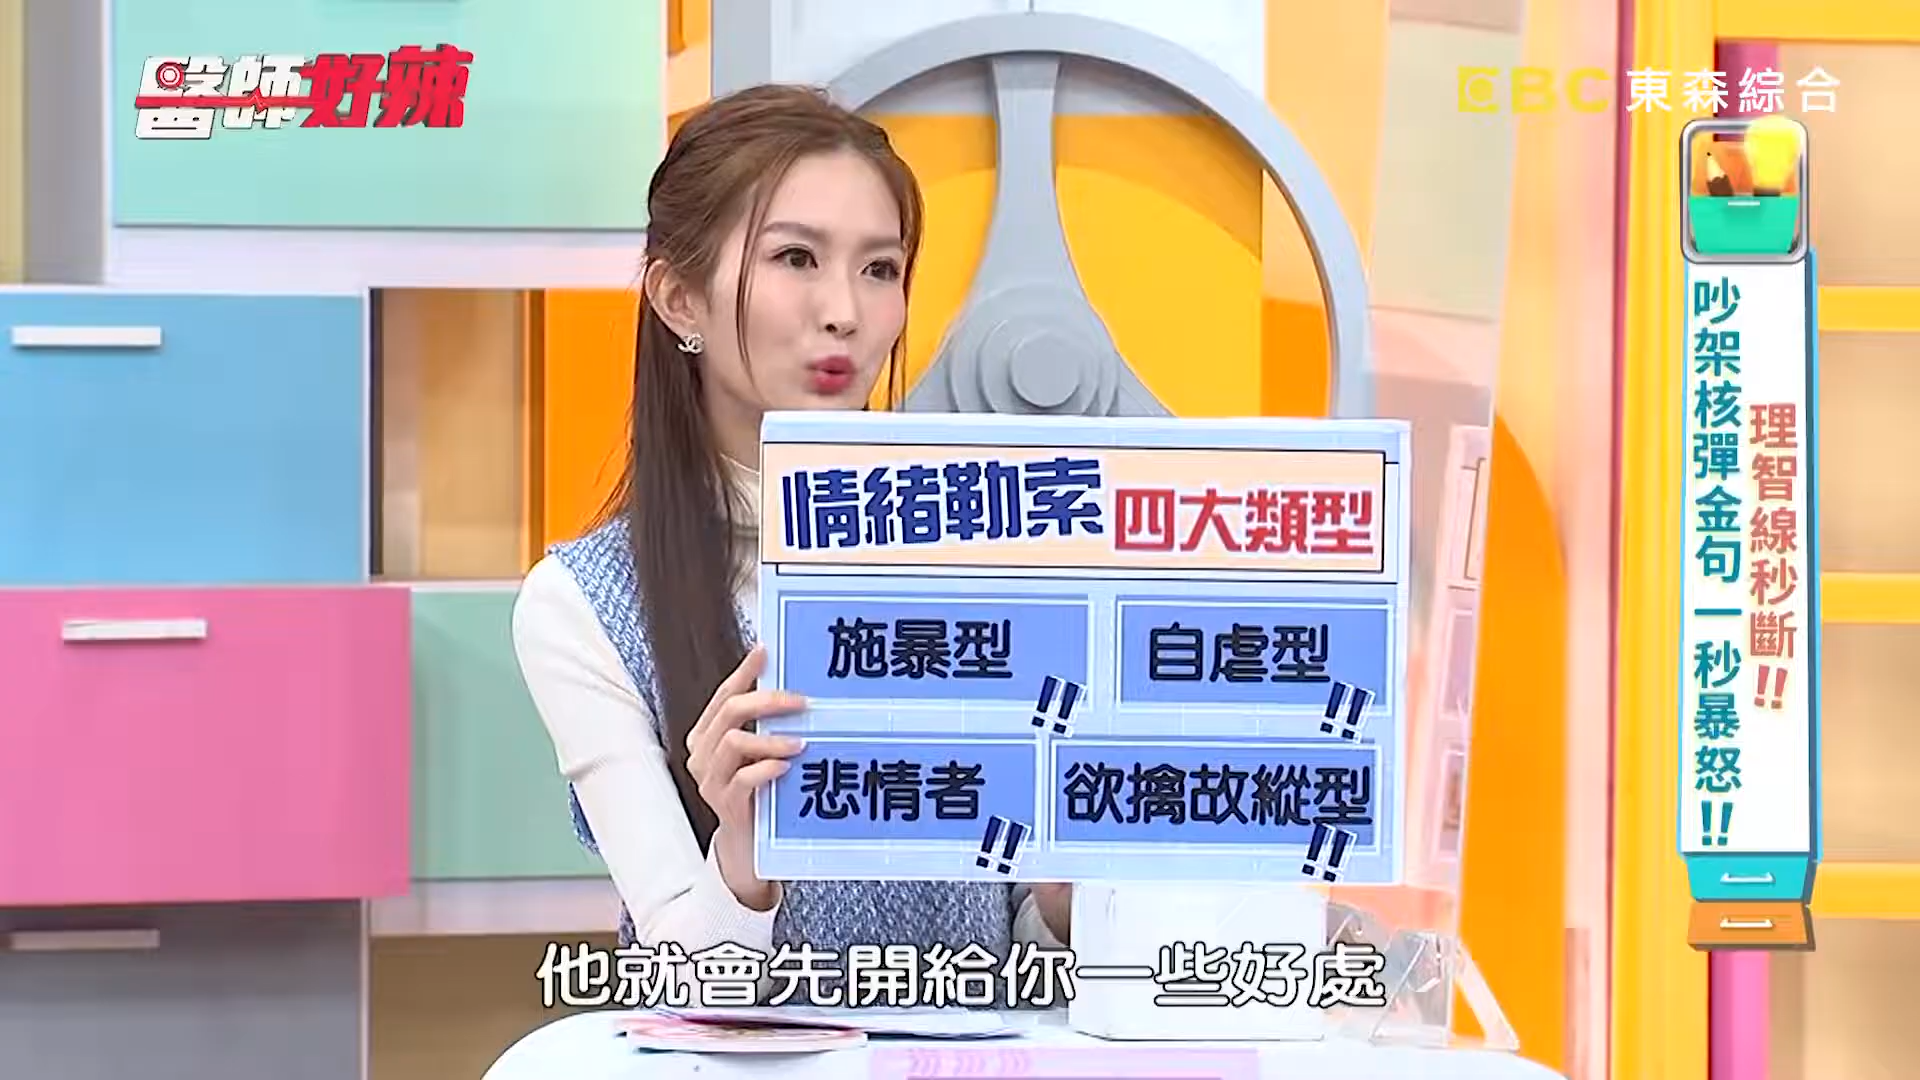 醫師好辣
EBC 東森綜合
理智線秒斷!!
吵架核彈金句一秒暴怒!!
情緒勒索 四大類型
施暴型!!
自虐型!!
悲情者!!
欲擒故縱型!!
他就會先開給你一些好處